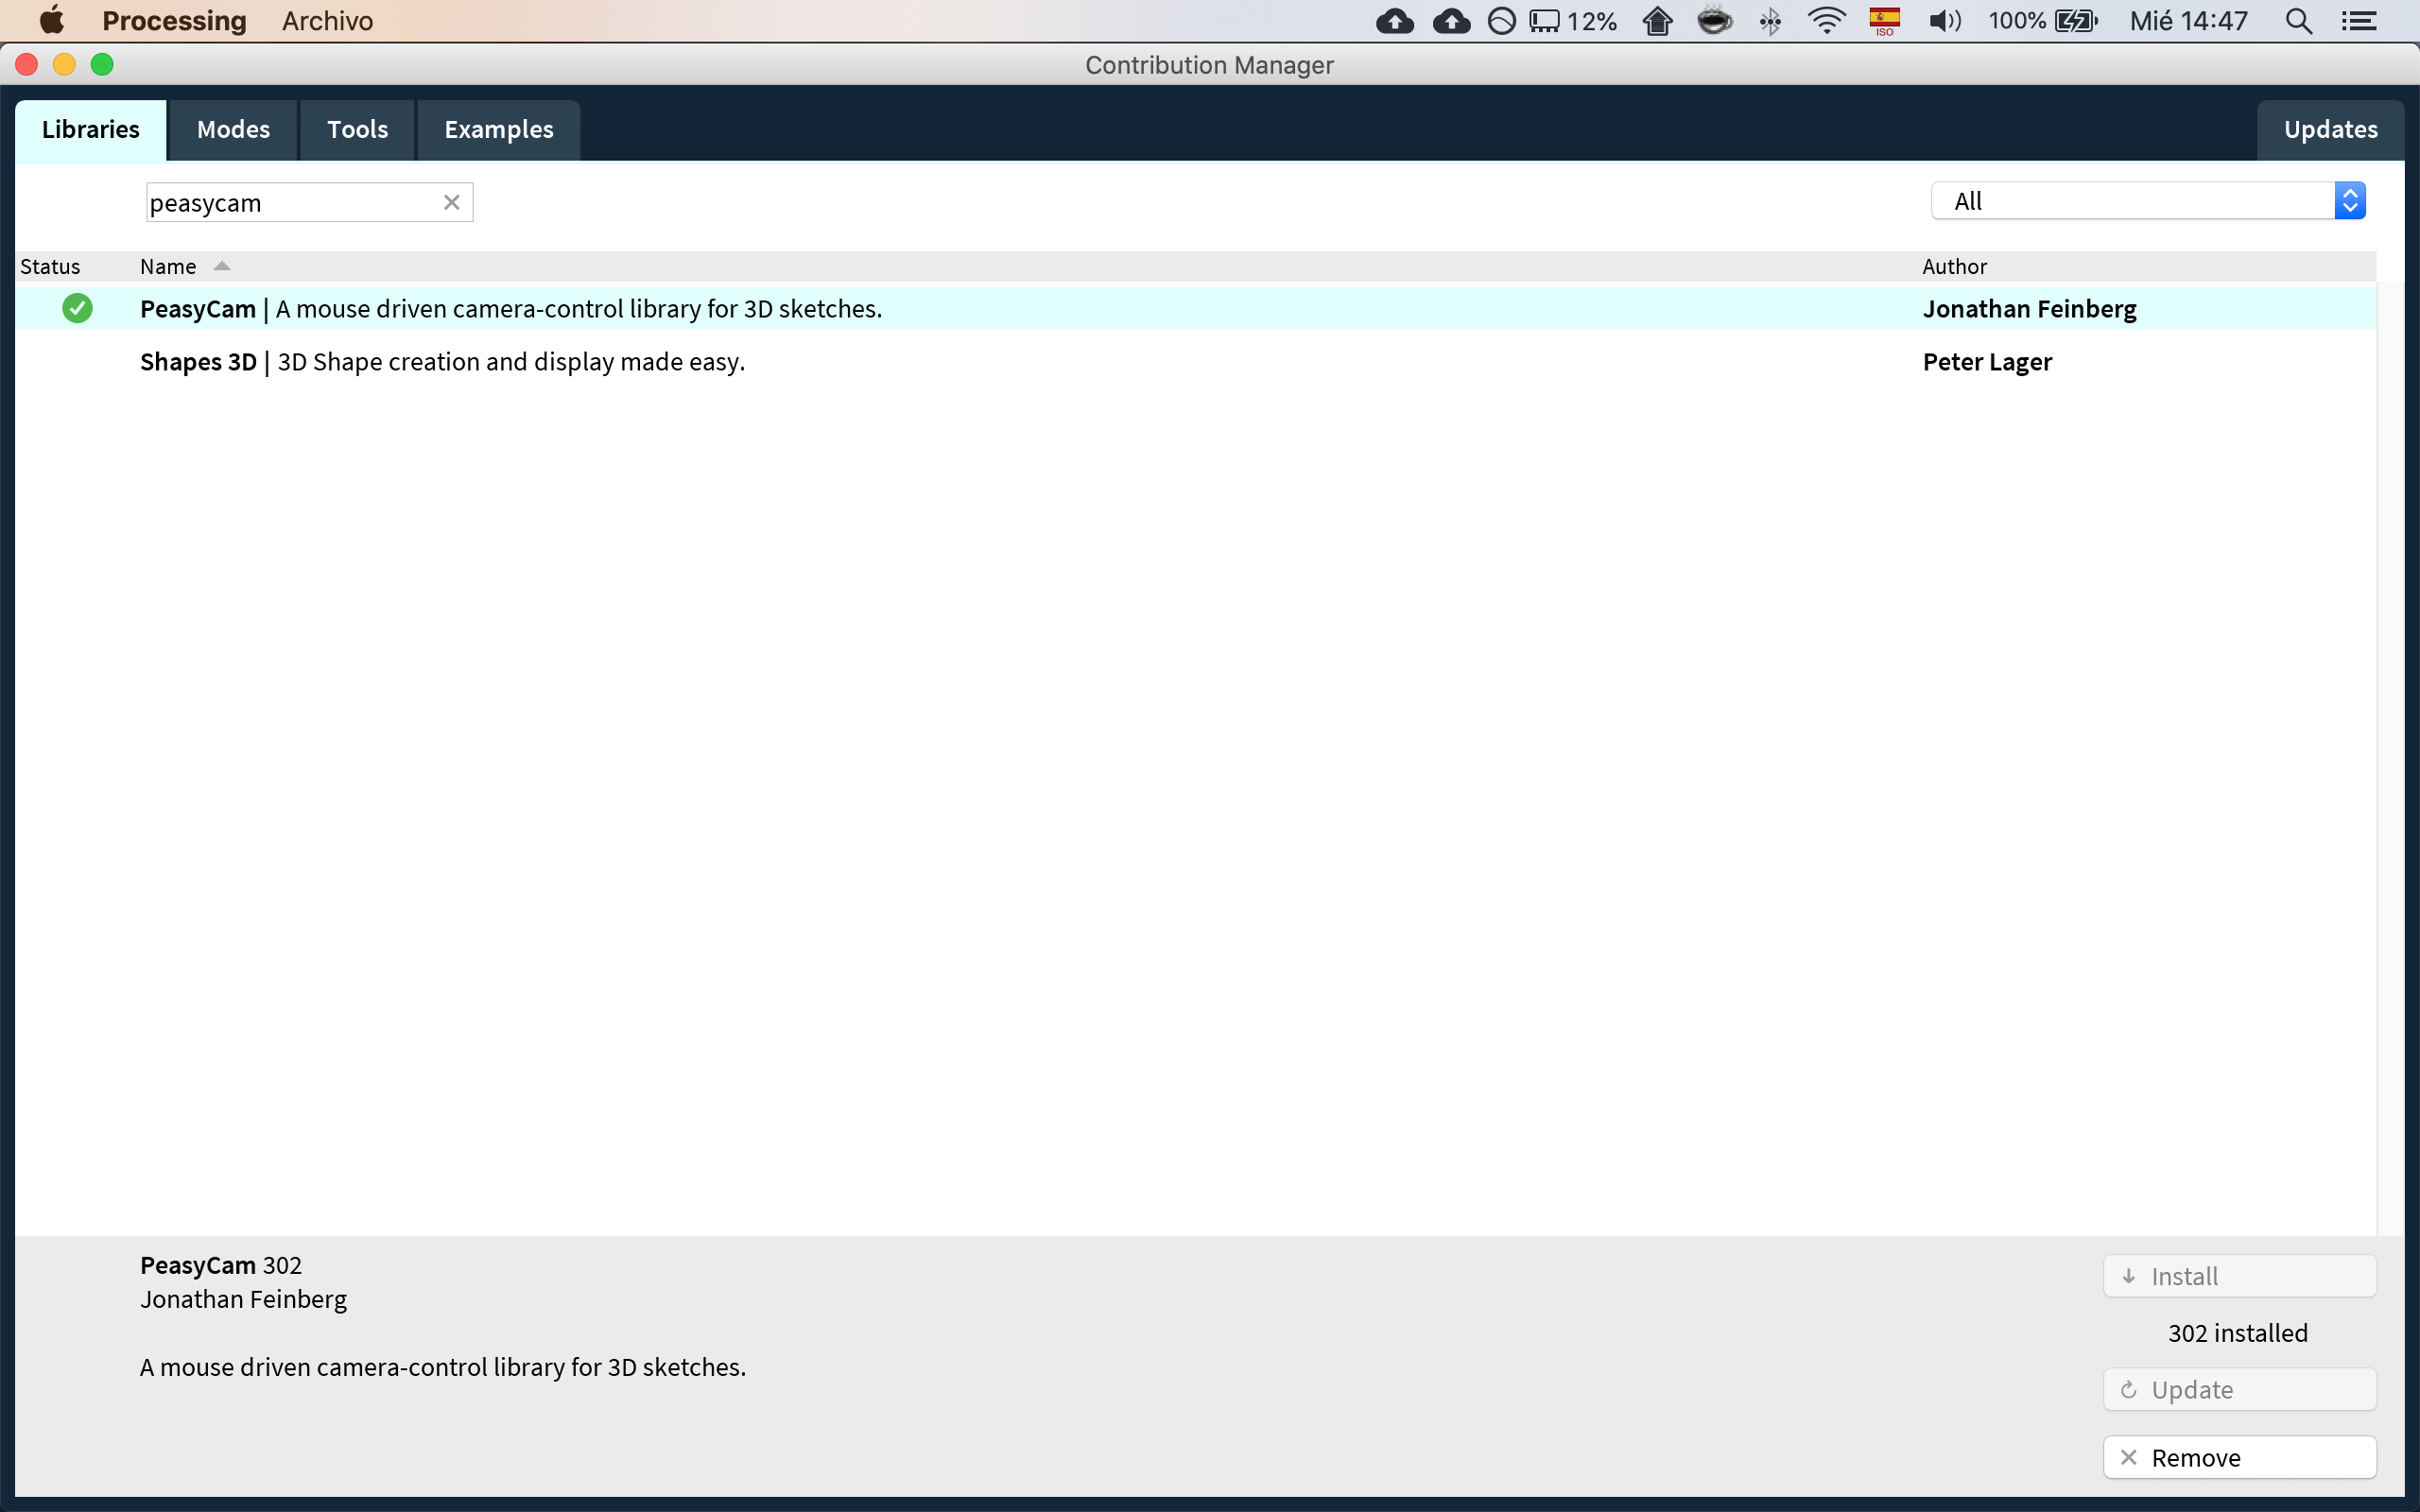 Processing Archivo 12% ISO 100% Mié 14:47
Contribution Manager
Libraries Modes Tools Examples Updates
peasycam All
Status Name Author
PeasyCam | A mouse driven camera-control library for 3D sketches. Jonathan Feinberg
Shapes 3D | 3D Shape creation and display made easy. Peter Lager
PeasyCam 302
Jonathan Feinberg
A mouse driven camera-control library for 3D sketches.
Install
302 installed
Update
Remove